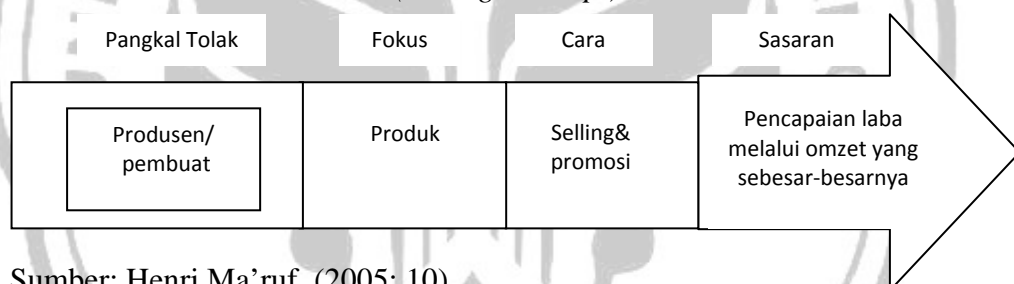 Pangkal Tolak
Fokus
Cara
Sasaran
Produsen/
pembuat
Produk
Selling&
promosi
Pencapaian laba
melalui omzet yang
sebesar-besarnya
Sumber: Henri Ma’ruf (2005: 10)